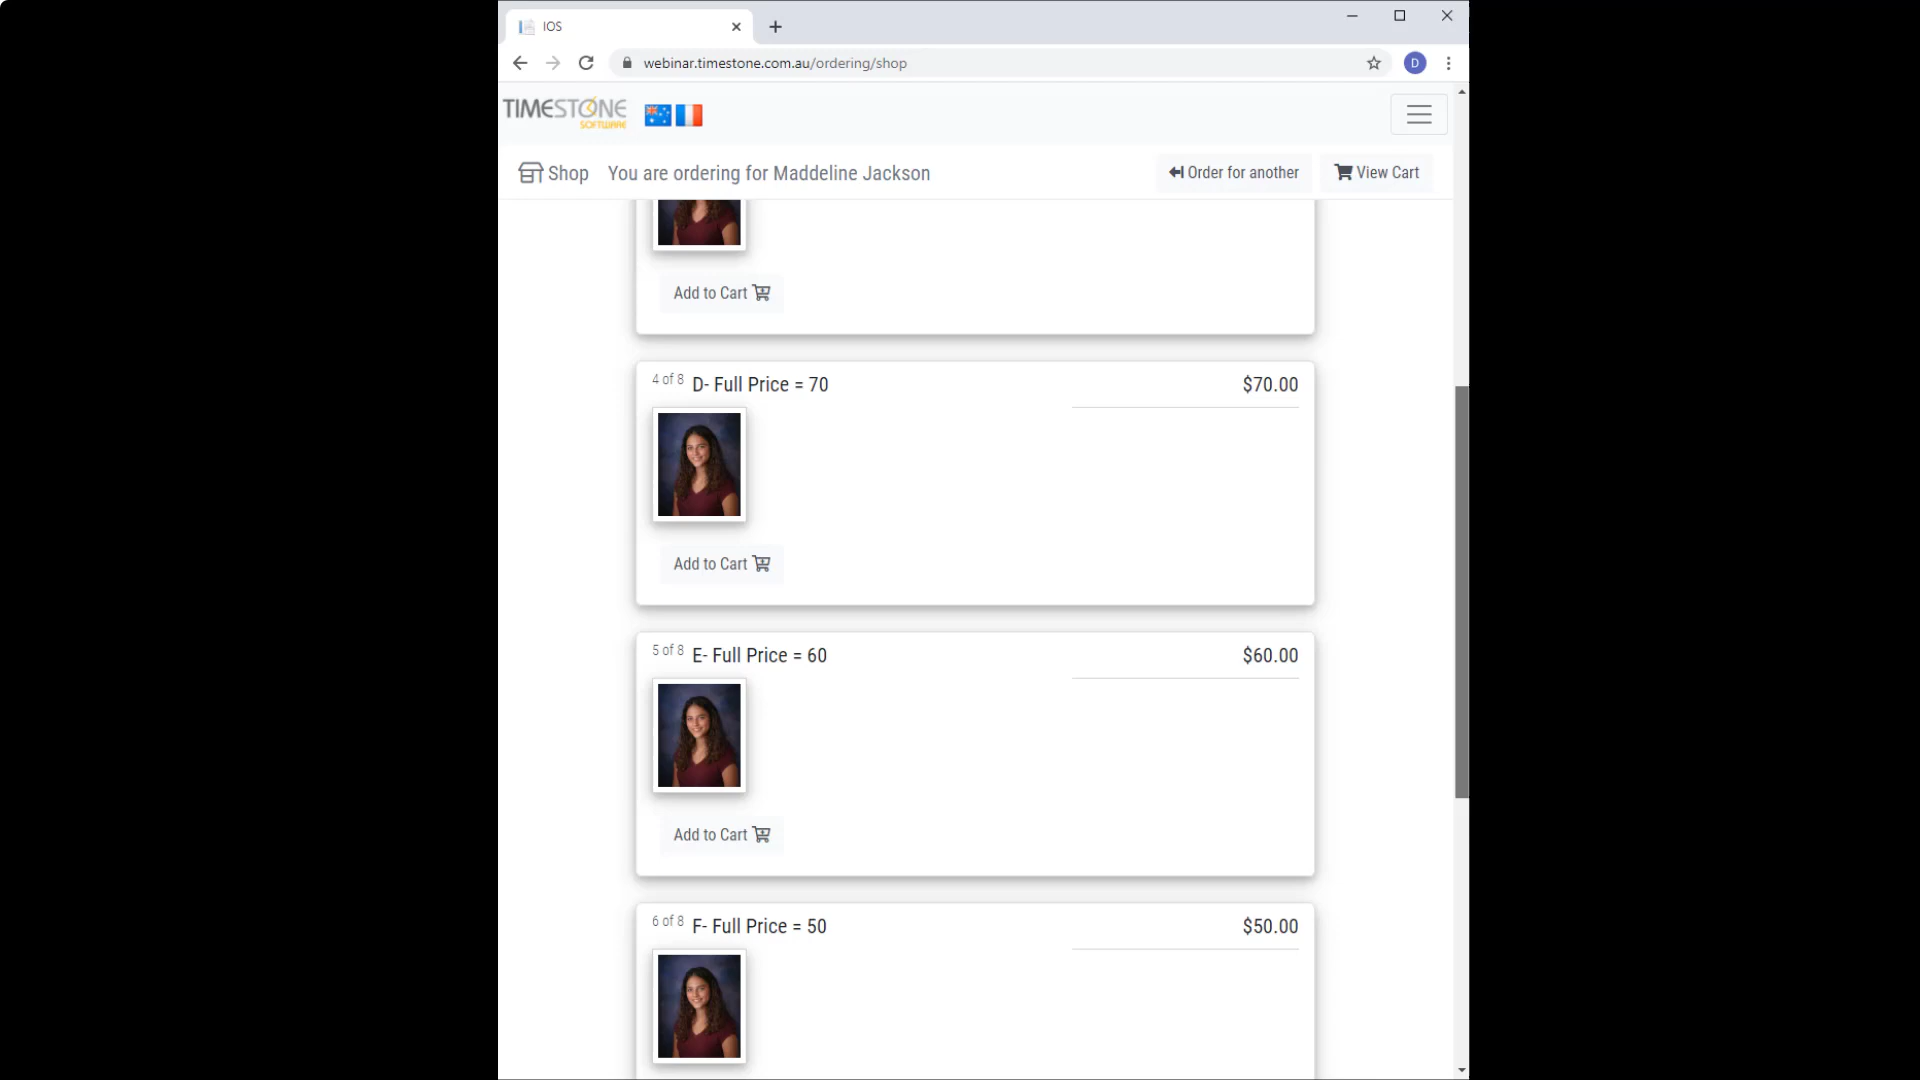 IOS
webinar.timestone.com.au/ordering/shop
D
TIMESTONE
SOFTWARE
Shop You are ordering for Maddeline Jackson Order for another View Cart
Add to Cart
4 of 8 D- Full Price = 70 $70.00
Add to Cart
5 of 8 E- Full Price = 60 $60.00
Add to Cart
6 of 8 F- Full Price = 50 $50.00